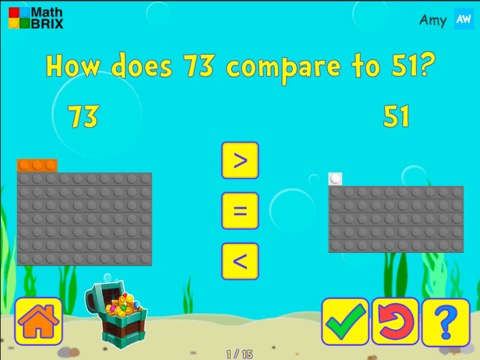 Math
BRIX
Amy AW
How does 73 compare to 51?
73
51
>
=
<
?
1 / 15